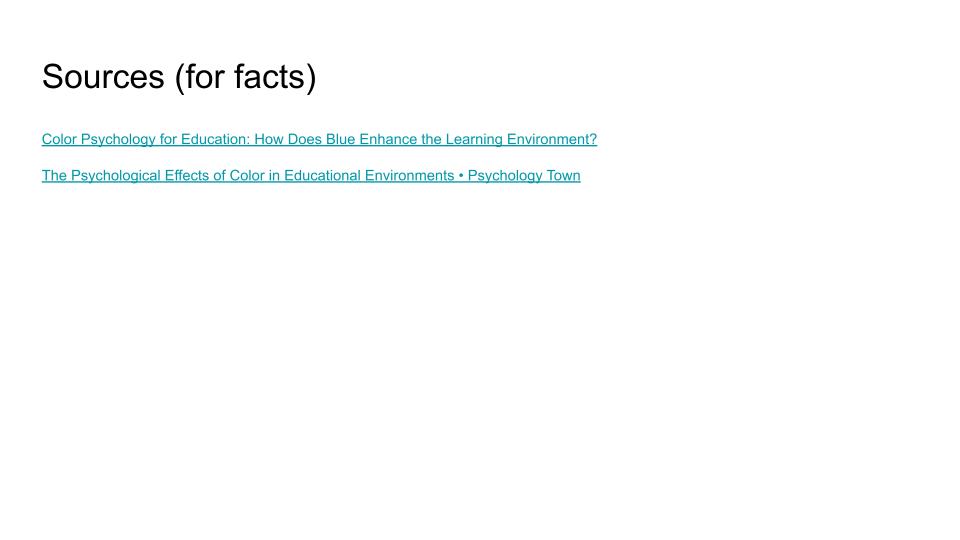 Sources (for facts)
Color Psychology for Education: How Does Blue Enhance the Learning Environment?
The Psychological Effects of Color in Educational Environments • Psychology Town